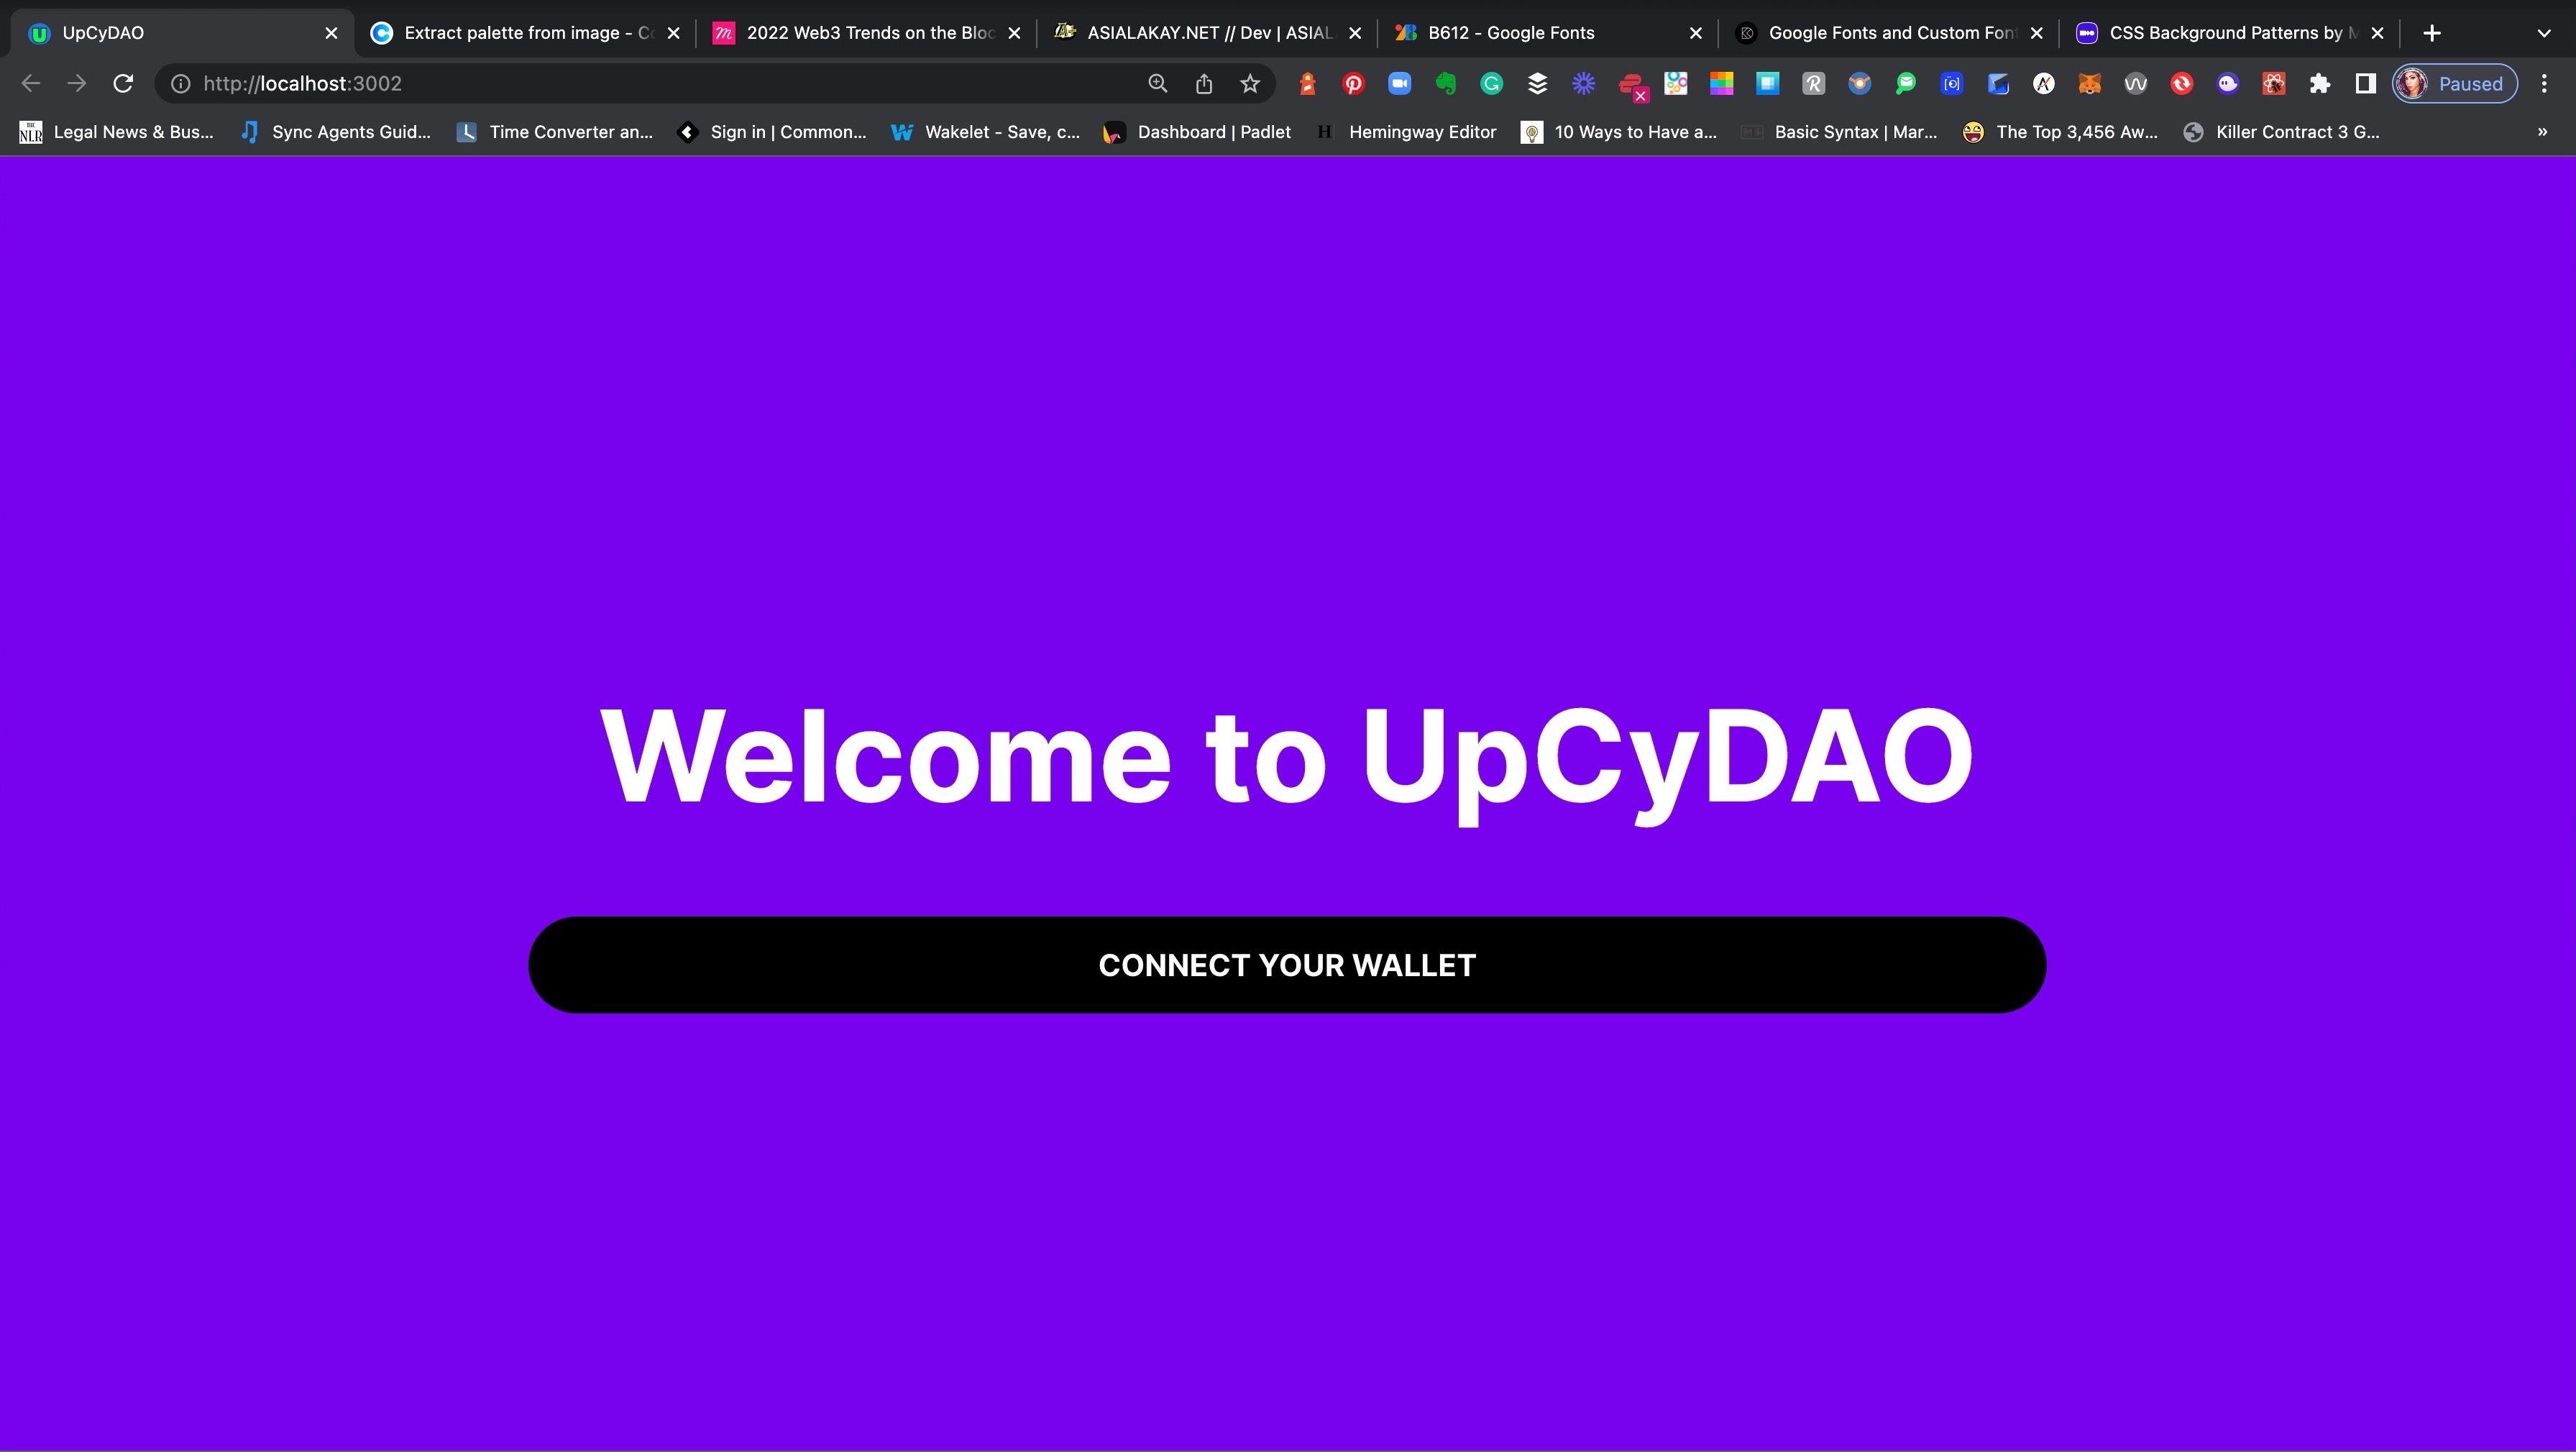 UpCyDAO
Extract palette from image - Co
2022 Web3 Trends on the Bloc
ASIALAKAY.NET // Dev | ASIAL
B612 - Google Fonts
Google Fonts and Custom Font
CSS Background Patterns by M
http://localhost:3002
Paused
Legal News & Bus...
Sync Agents Guid...
Time Converter an...
Sign in | Common...
Wakelet - Save, c...
Dashboard | Padlet
Hemingway Editor
10 Ways to Have a...
Basic Syntax | Mar...
The Top 3,456 Aw...
Killer Contract 3 G...
Welcome to UpCyDAO
CONNECT YOUR WALLET